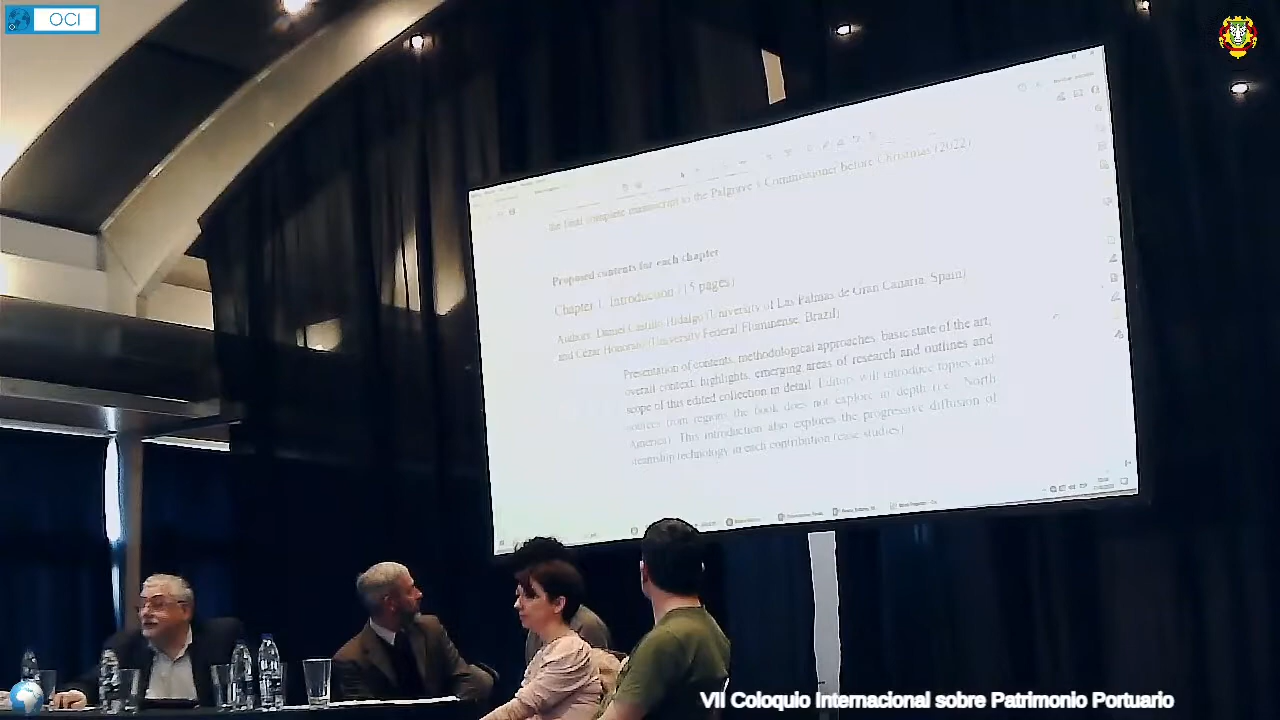 OCI
the final complete manuscript to the Palgrave's Commissioner before Christmas (2022)
Proposed contents for each chapter
Chapter 1. Introduction (15 pages)
Authors: Daniel Castillo Hidalgo (University of Las Palmas de Gran Canaria, Spain)
and Cezar Honorato (University Federal Fluminense, Brazil)
Presentation of contents, methodological approaches, basic state of the art,
overall context, highlights, emerging areas of research and outlines and
scope of this edited collection in detail. Editors will introduce topics and
sources from regions the book does not explore in depth (i.e. North
America). This introduction also explores the progressive diffusion of
steamship technology in each contribution (case studies)
VII Coloquio Internacional sobre Patrimonio Portuario